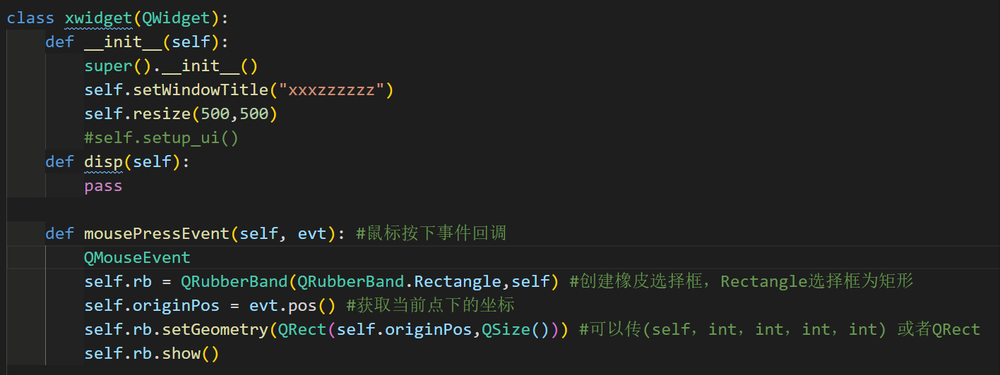 class xwidget(QWidget):
    def __init__(self):
        super().__init__()
        self.setWindowTitle("xxxzzzzzz")
        self.resize(500,500)
        #self.setup_ui()
    def disp(self):
        pass

    def mousePressEvent(self, evt): #鼠标按下事件回调
        QMouseEvent
        self.rb = QRubberBand(QRubberBand.Rectangle,self) #创建橡皮选择框，Rectangle选择框为矩形
        self.originPos = evt.pos() #获取当前点下的坐标
        self.rb.setGeometry(QRect(self.originPos,QSize())) #可以传(self，int，int，int，int) 或者QRect
        self.rb.show()